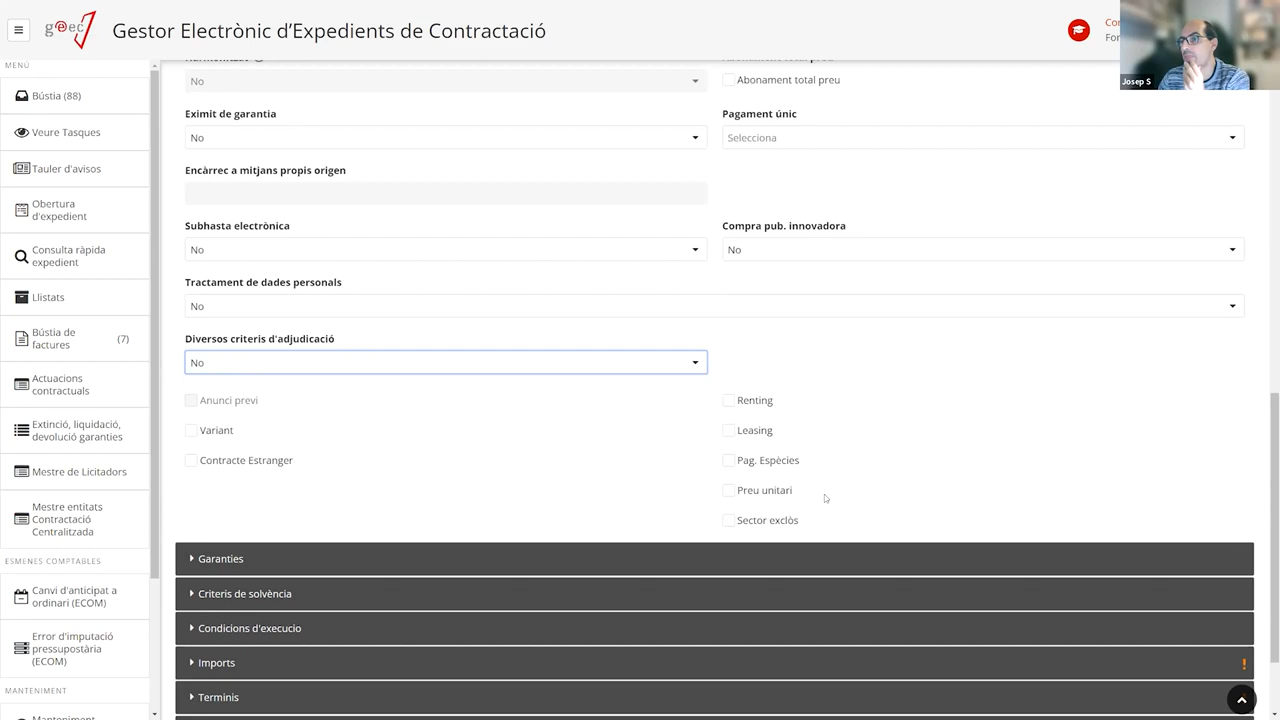 geec
Gestor Electrònic d'Expedients de Contractació
Josep S
MENÚ
Bústia (88)
Veure Tasques
Tauler d'avisos
Obertura
d'expedient
Consulta ràpida
expedient
Llistats
Bústia de
factures
(7)
Actuacions
contractuals
Extinció, liquidació,
devolució garanties
Mestre de Licitadors
Mestre entitats
Contractació
Centralitzada
ESMENES COMPTABLES
Canvi d'anticipat a
ordinari (ECOM)
Error d'imputació
pressupostària
(ECOM)
MANTENIMENT
Manteniment
No
Abonament total preu
Eximit de garantia
No
Pagament únic
Selecciona
Encàrrec a mitjans propis origen
Subhasta electrònica
No
Compra pub. innovadora
No
Tractament de dades personals
No
Diversos criteris d'adjudicació
No
Anunci previ
Variant
Contracte Estranger
Renting
Leasing
Pag. Espècies
Preu unitari
Sector exclòs
Garanties
Criteris de solvència
Condicions d'execucio
Imports
!
Terminis